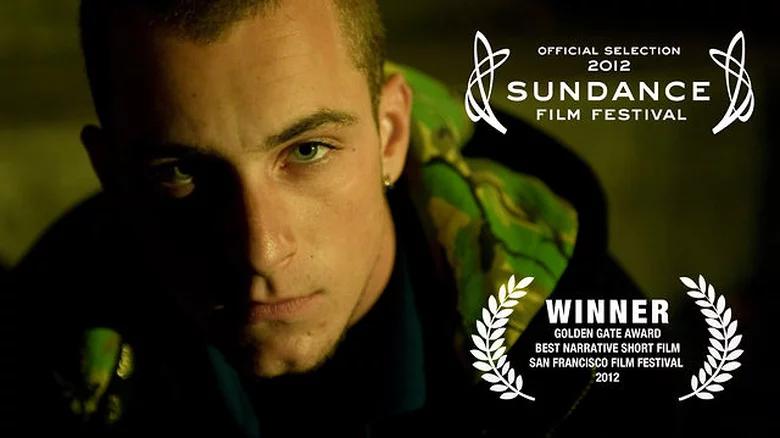 OFFICIAL SELECTION
2012
SUNDANCE
FILM FESTIVAL
WINNER
GOLDEN GATE AWARD
BEST NARRATIVE SHORT FILM
SAN FRANCISCO FILM FESTIVAL
2012